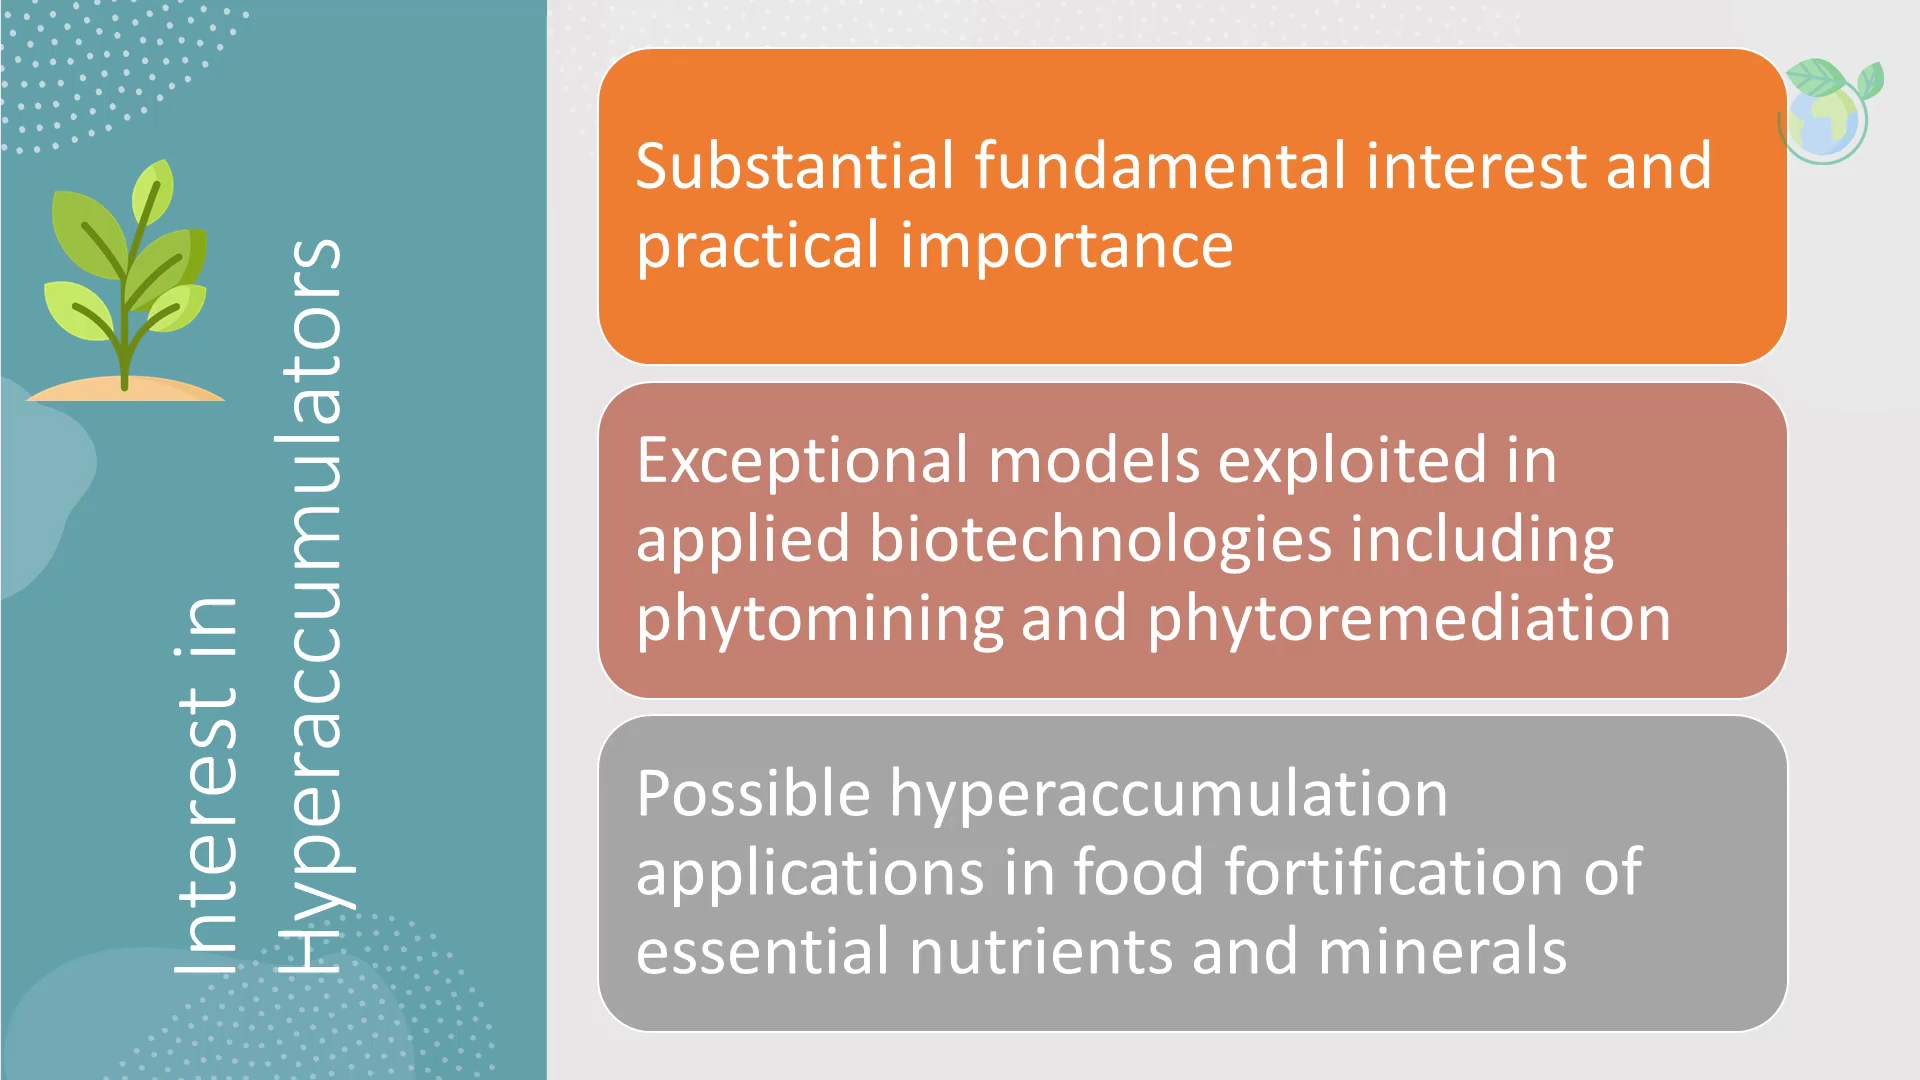 Interest in
Hyperaccumulators
Substantial fundamental interest and
practical importance
Exceptional models exploited in
applied biotechnologies including
phytomining and phytoremediation
Possible hyperaccumulation
applications in food fortification of
essential nutrients and minerals